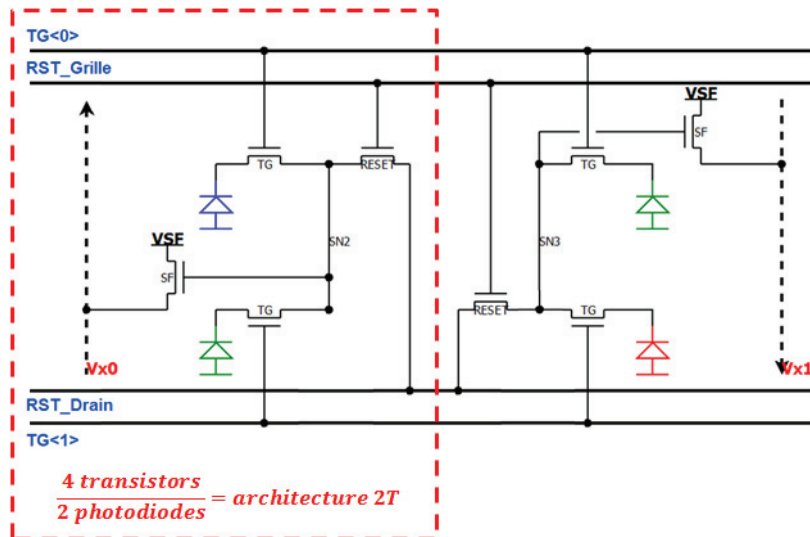 TG<0>
RST_Grille
VSF
SF
TG
RESET
TG
SN2
SN3
VSF
SF
TG
RESET
TG
Vx0
Vx1
RST_Drain
TG<1>
4 transistors
2 photodiodes = architecture 2T